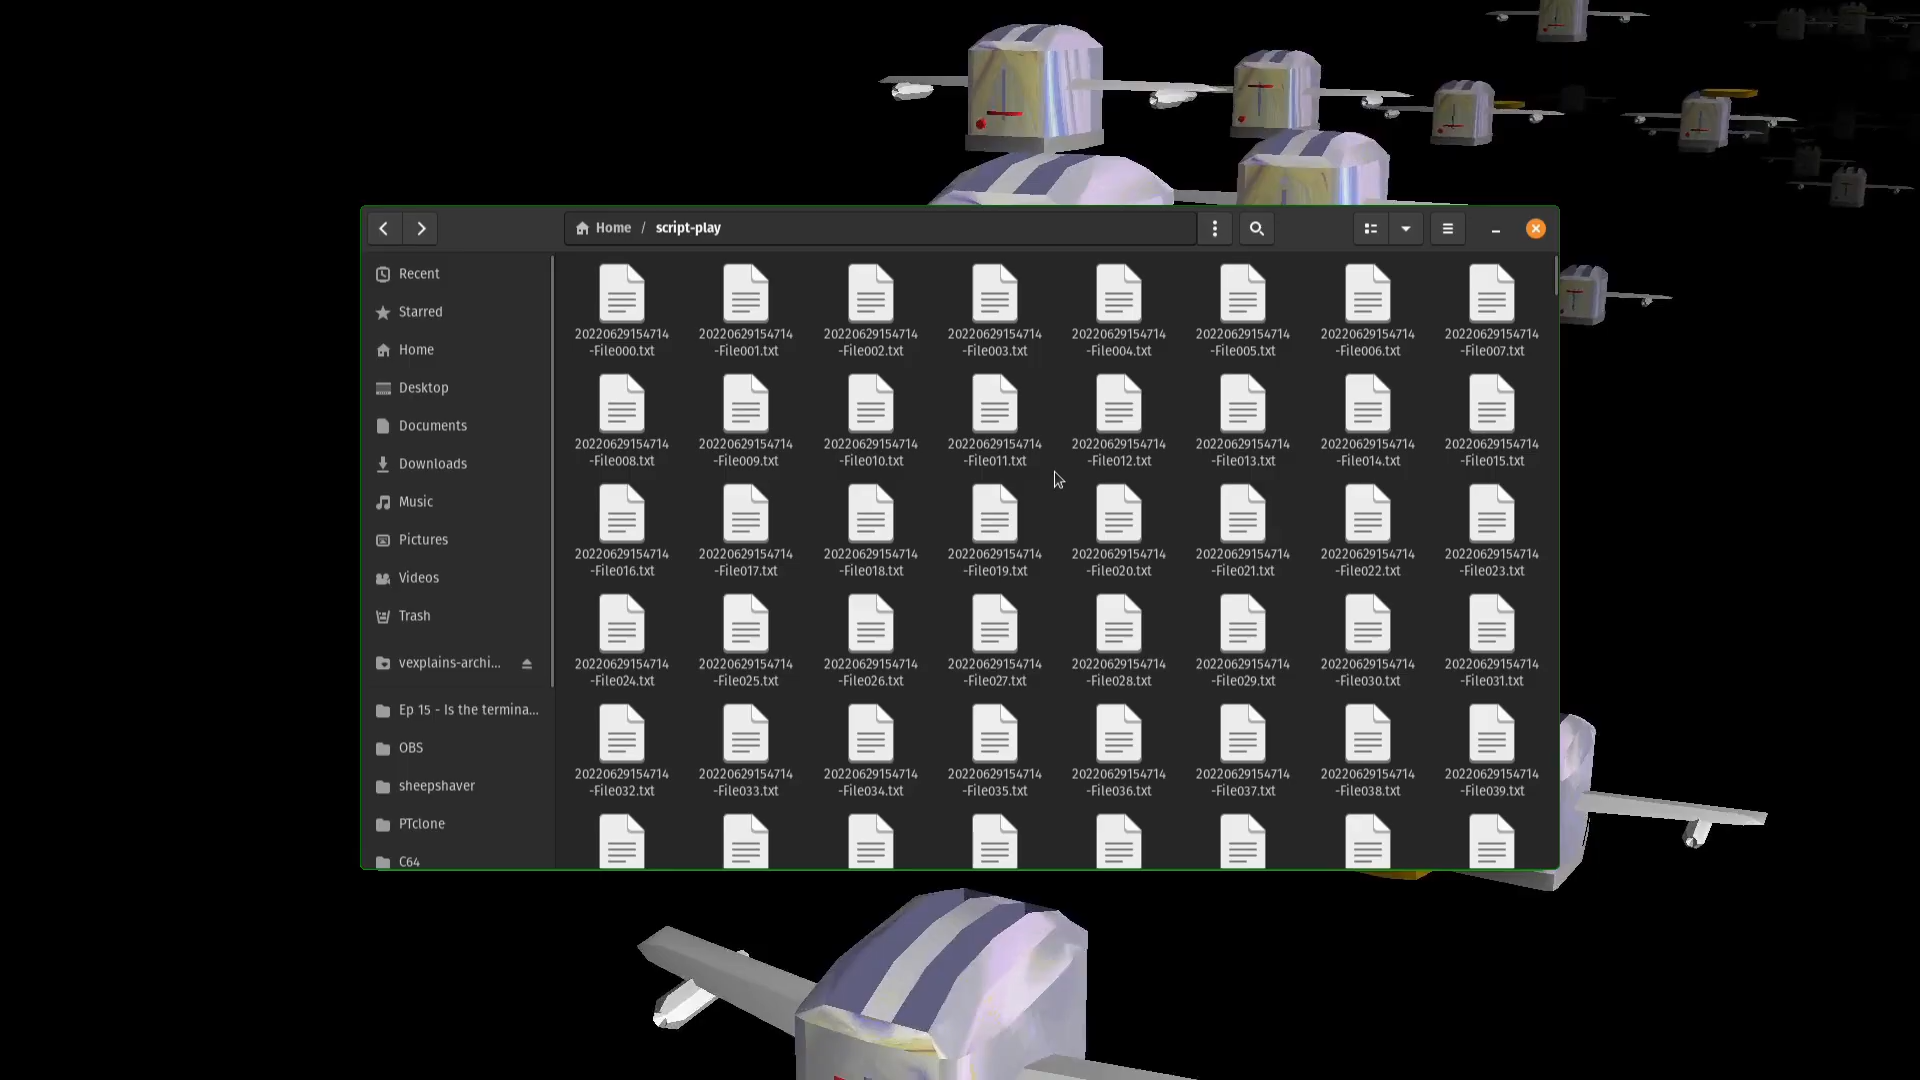 Home / script-play
Recent
Starred
Home
Desktop
Documents
Downloads
Music
Pictures
Videos
Trash
vexplains-archi...
Ep 15 - Is the termina...
OBS
sheepshaver
PTclone
C64
20220629154714 20220629154714 20220629154714 20220629154714 20220629154714 20220629154714 20220629154714 20220629154714
-File000.txt -File001.txt -File002.txt -File003.txt -File004.txt -File005.txt -File006.txt -File007.txt
20220629154714 20220629154714 20220629154714 20220629154714 20220629154714 20220629154714 20220629154714 20220629154714
-File008.txt -File009.txt -File010.txt -File011.txt -File012.txt -File013.txt -File014.txt -File015.txt
20220629154714 20220629154714 20220629154714 20220629154714 20220629154714 20220629154714 20220629154714 20220629154714
-File016.txt -File017.txt -File018.txt -File019.txt -File020.txt -File021.txt -File022.txt -File023.txt
20220629154714 20220629154714 20220629154714 20220629154714 20220629154714 20220629154714 20220629154714 20220629154714
-File024.txt -File025.txt -File026.txt -File027.txt -File028.txt -File029.txt -File030.txt -File031.txt
20220629154714 20220629154714 20220629154714 20220629154714 20220629154714 20220629154714 20220629154714 20220629154714
-File032.txt -File033.txt -File034.txt -File035.txt -File036.txt -File037.txt -File038.txt -File039.txt